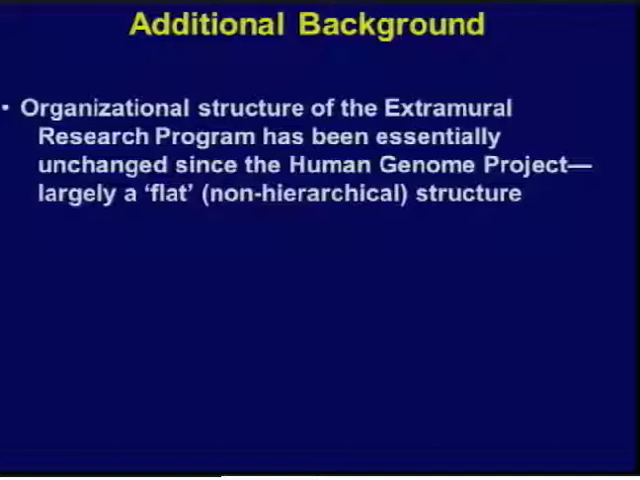 Additional Background
• Organizational structure of the Extramural
Research Program has been essentially
unchanged since the Human Genome Project—
largely a ‘flat’ (non-hierarchical) structure